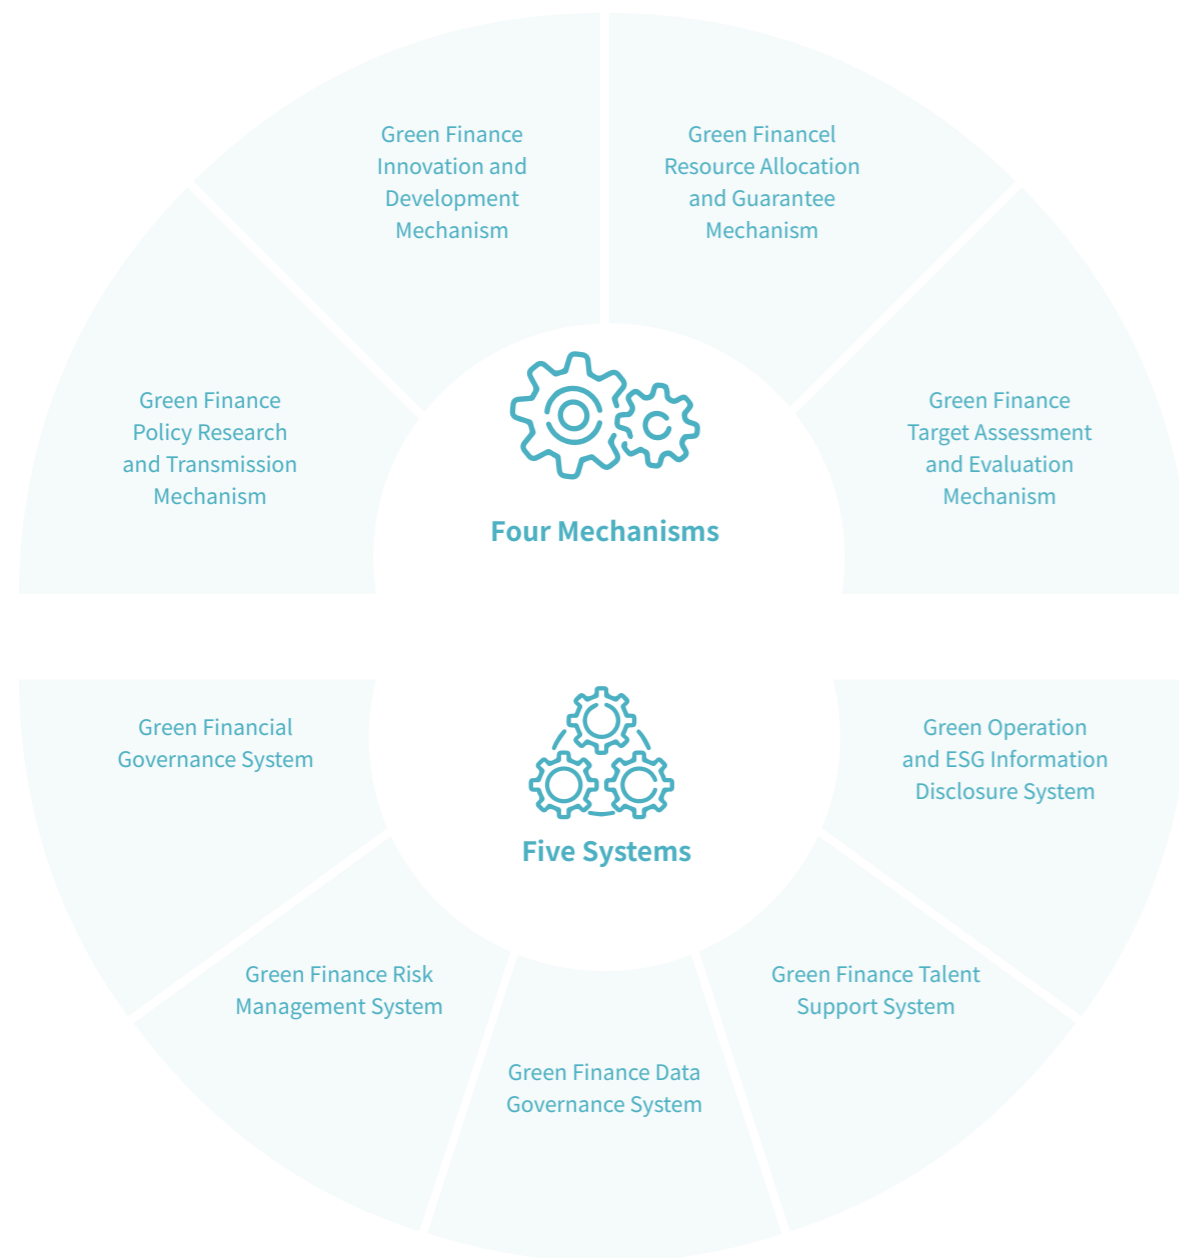 Green Finance
Innovation and
Development
Mechanism
Green Financel
Resource Allocation
and Guarantee
Mechanism
Green Finance
Policy Research
and Transmission
Mechanism
Green Finance
Target Assessment
and Evaluation
Mechanism
Four Mechanisms
Green Financial
Governance System
Green Operation
and ESG Information
Disclosure System
Five Systems
Green Finance Risk
Management System
Green Finance Talent
Support System
Green Finance Data
Governance System